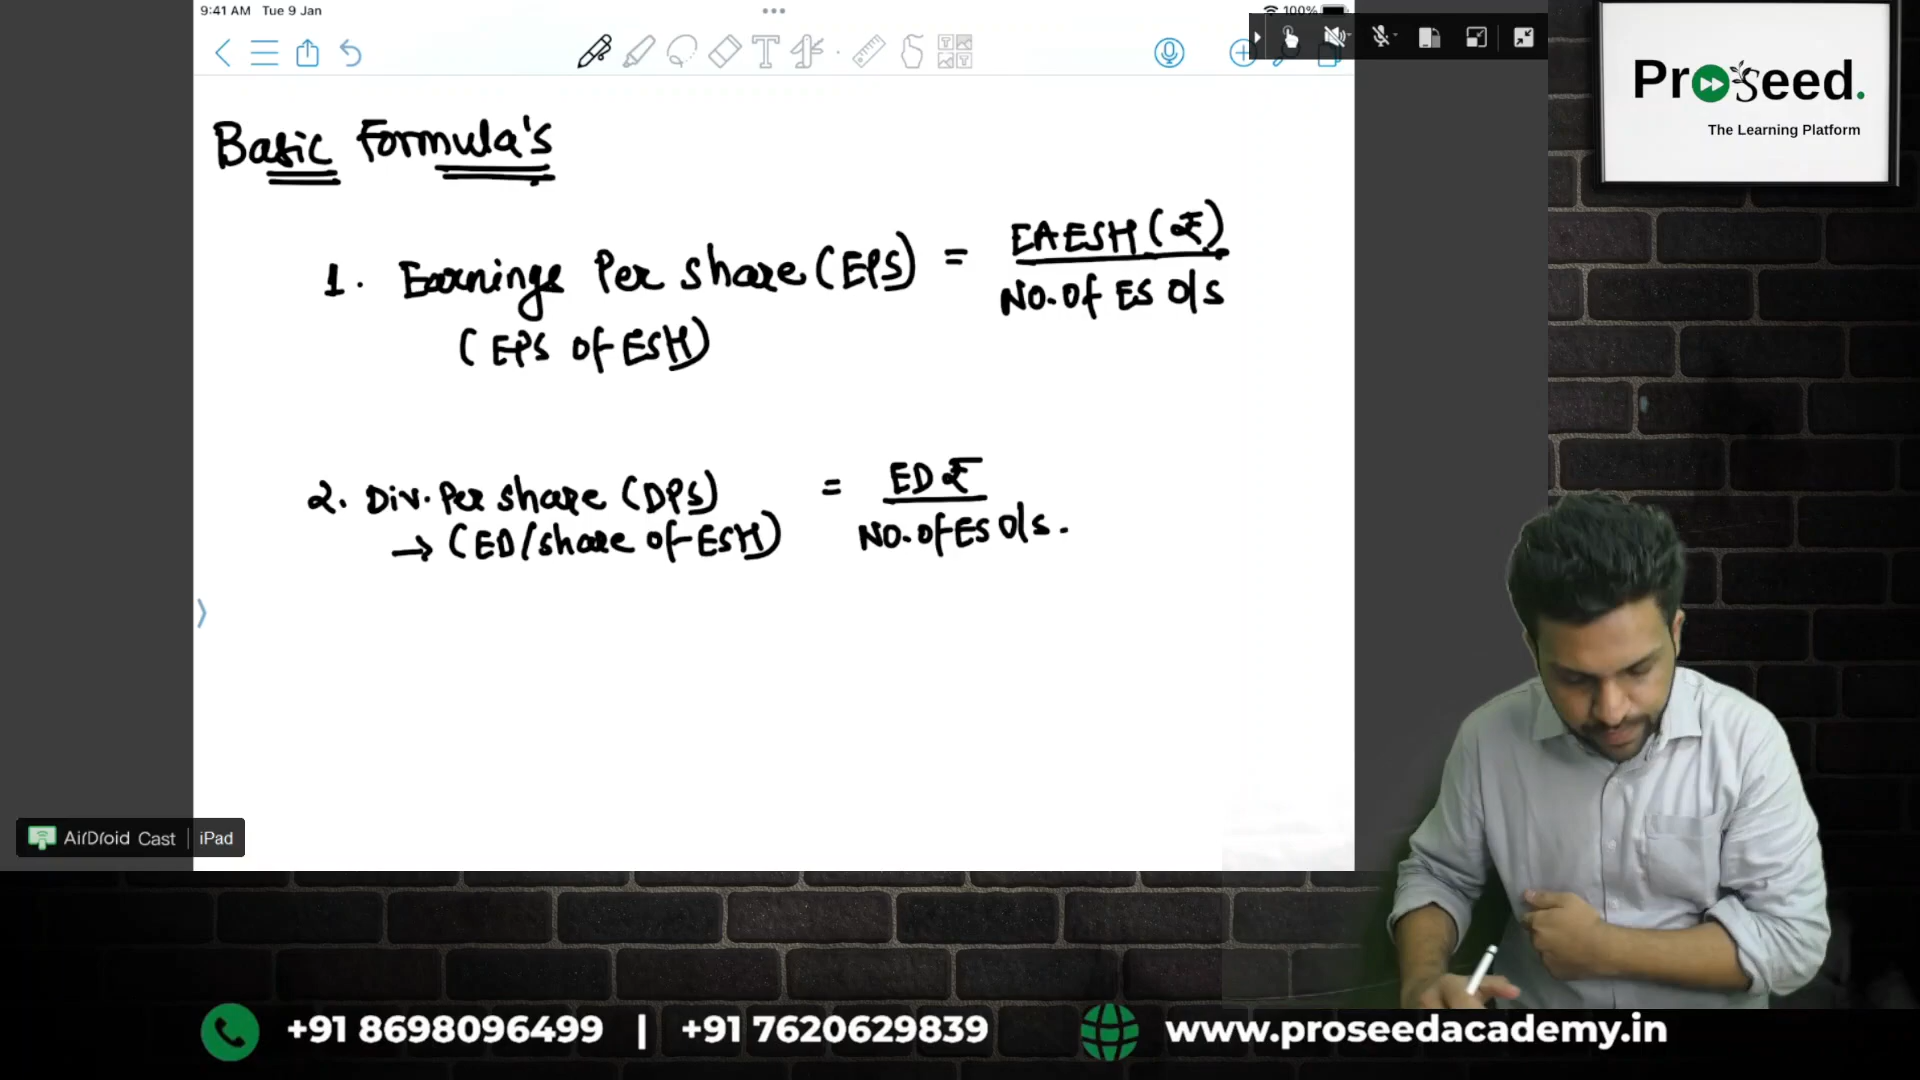 9:41 AM Tue 9 Jan
100%
Proseed.
The Learning Platform
Basic Formula's
1. Earnings Per Share (EPS) = EAESH (₹)
No. of ES O/S
(EPS of ESH)
2. Div. Per Share (DPS) = ED ₹
No. of ES O/S.
→ (ED/share of ESH)
AirDroid Cast | iPad
+91 8698096499 | +91 7620629839
www.proseedacademy.in